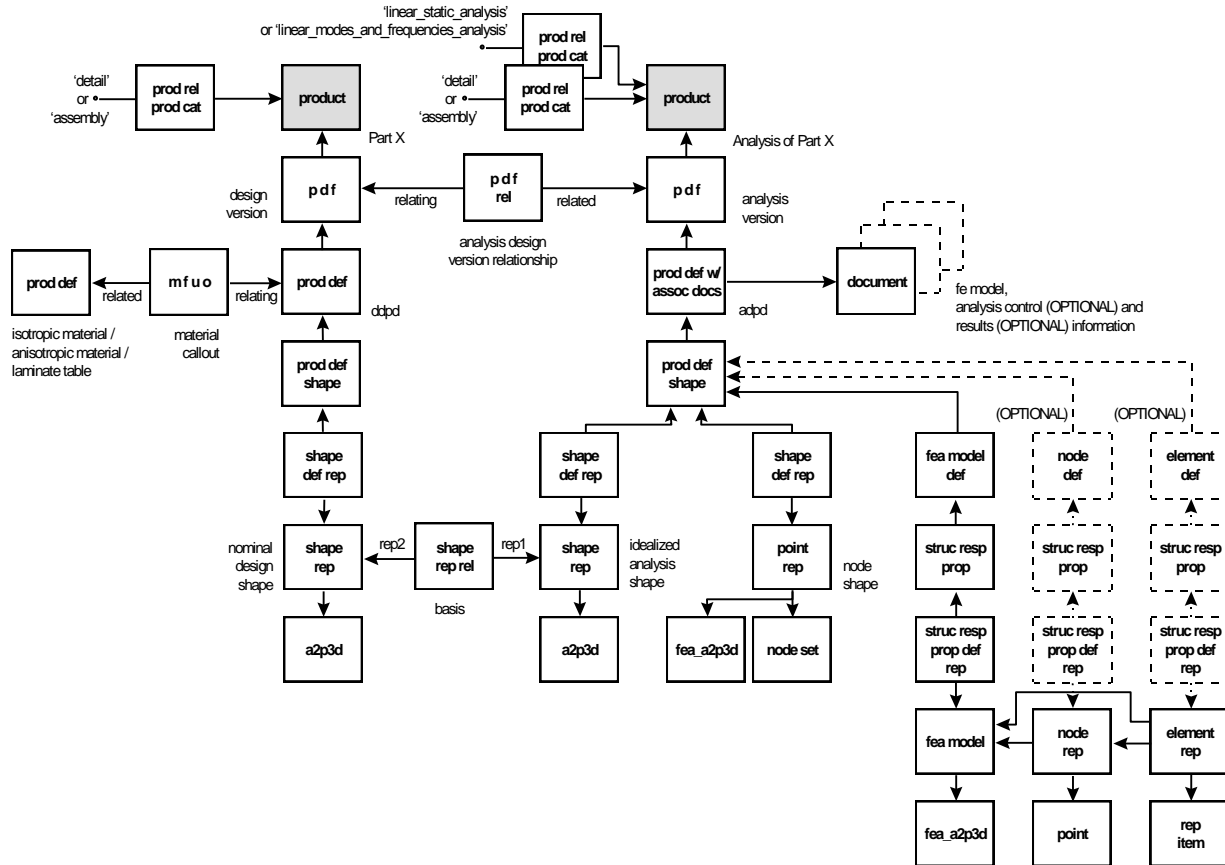 'linear_static_analysis'
or 'linear_modes_and_frequencies_analysis'
prod rel
prod cat
'detail'
or
'assembly'
prod rel
prod cat
product
'detail'
or
'assembly'
prod rel
prod cat
product
Part X
Analysis of Part X
design
version
pdf
relating
pdf
rel
related
pdf
analysis
version
analysis design
version relationship
prod def
related
mfuo
relating
prod def
ddpd
prod def w/
assoc docs
adpd
document
fe model,
analysis control (OPTIONAL) and
results (OPTIONAL) information
isotropic material /
anisotropic material /
laminate table
material
callout
prod def
shape
prod def
shape
(OPTIONAL)
(OPTIONAL)
shape
def rep
shape
def rep
shape
def rep
fea model
def
node
def
element
def
nominal
design
shape
shape
rep
rep2
shape
rep rel
rep1
shape
rep
idealized
analysis
shape
point
rep
node
shape
struc resp
prop
struc resp
prop
struc resp
prop
basis
a2p3d
a2p3d
fea_a2p3d
node set
struc resp
prop def
rep
struc resp
prop def
rep
struc resp
prop def
rep
fea model
node
rep
element
rep
fea_a2p3d
point
rep
item